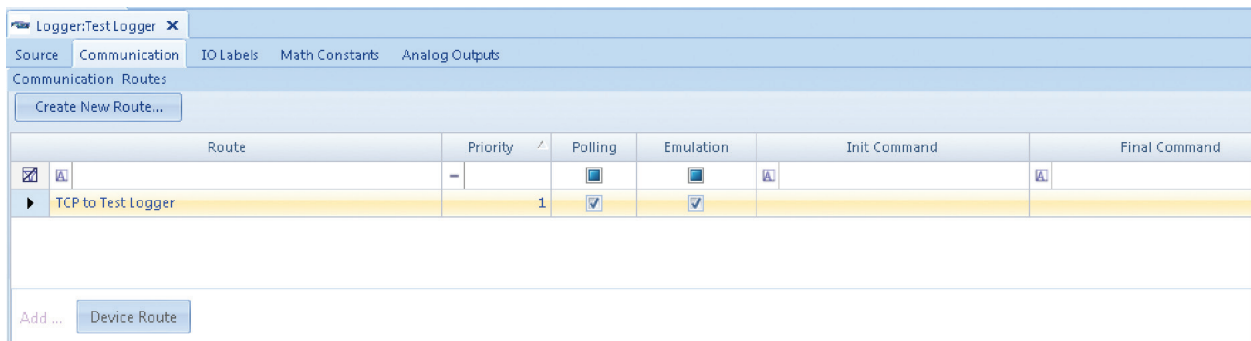 Logger:Test Logger X
Source Communication IO Labels Math Constants Analog Outputs
Communication Routes
Create New Route...
Route Priority Polling Emulation Init Command Final Command
A A A
TCP to Test Logger 1
Add ... Device Route